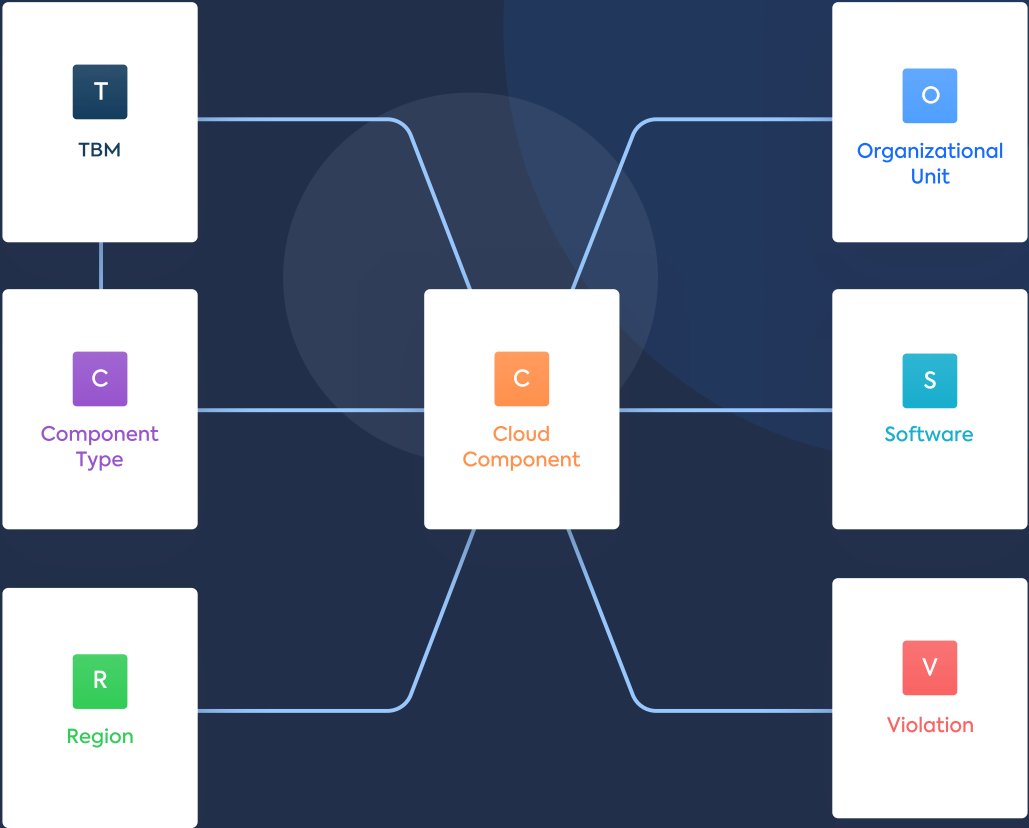 T
TBM
O
Organizational
Unit
C
Component
Type
C
Cloud
Component
S
Software
R
Region
V
Violation